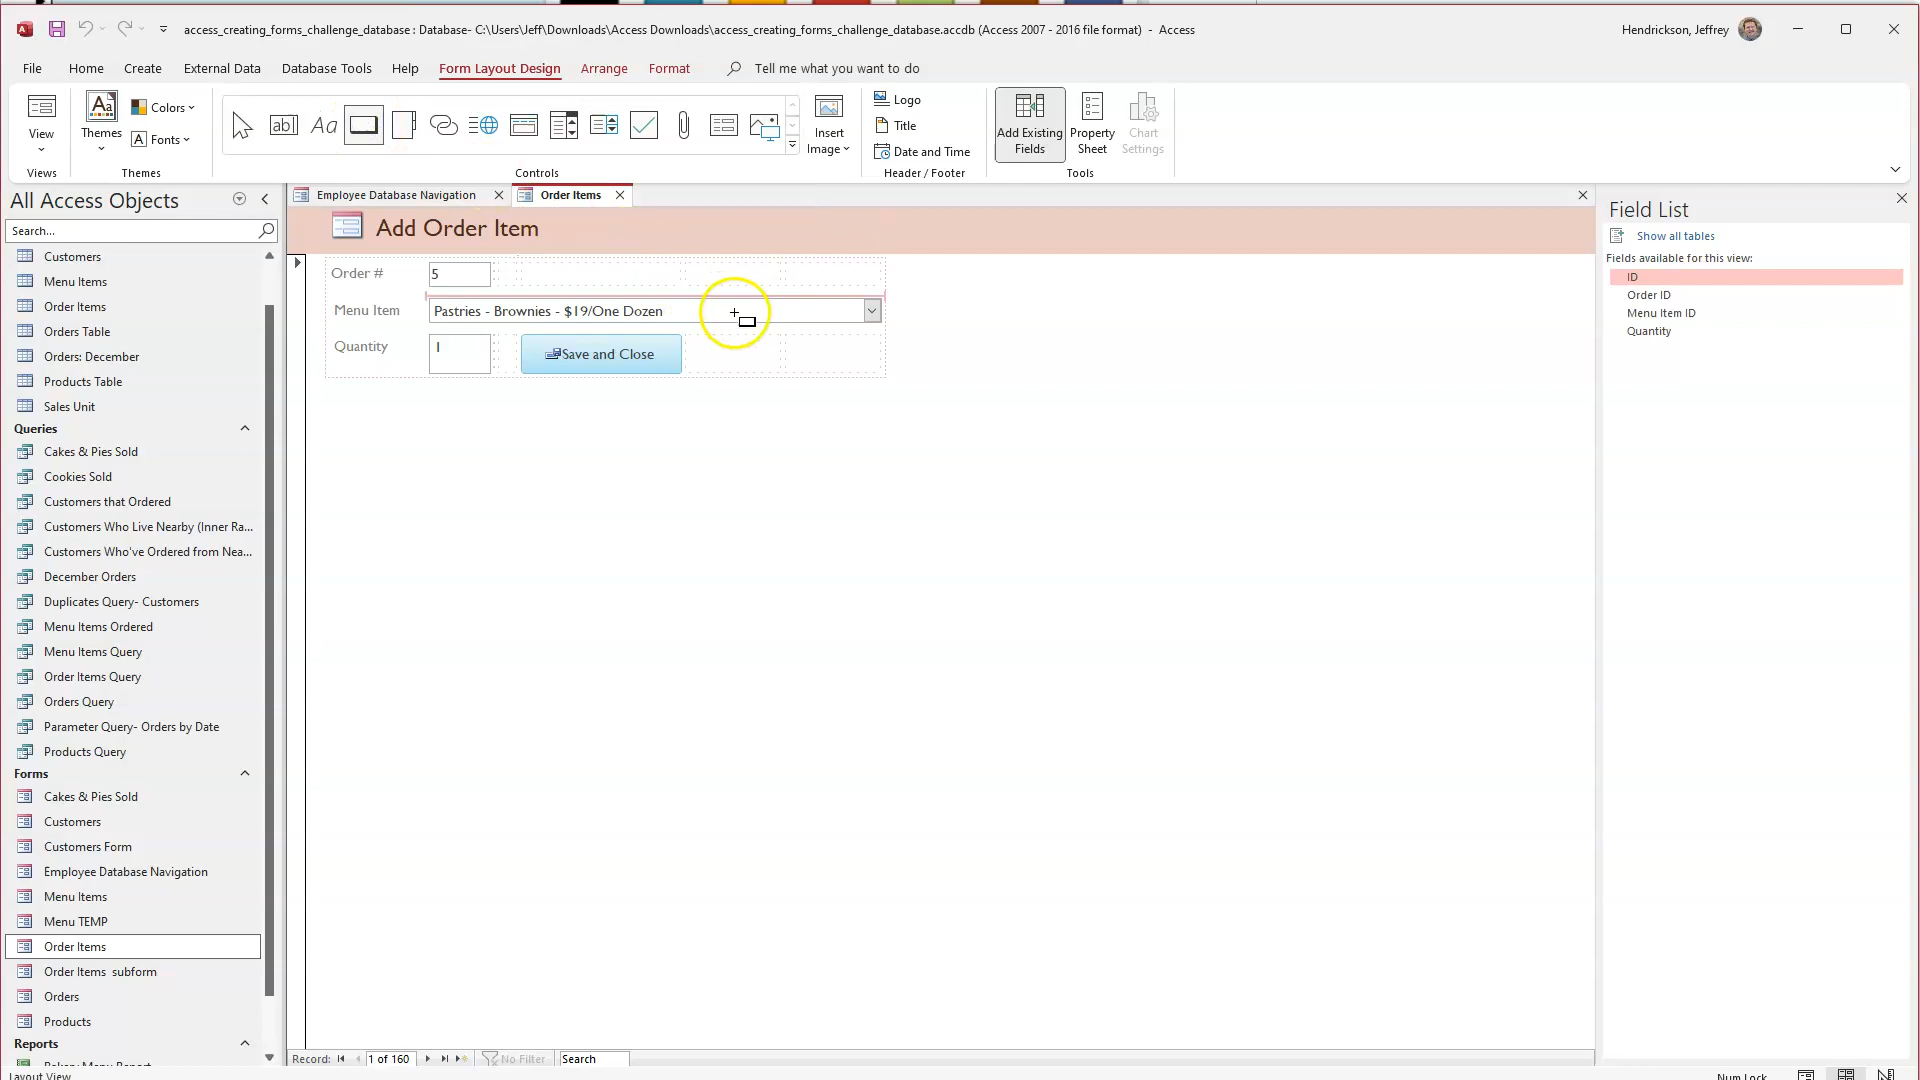 access_creating_forms_challenge_database : Database- C:\Users\Jeff\Downloads\Access Downloads\access_creating_forms_challenge_database.accdb (Access 2007 - 2016 file format) - Access
Hendrickson, Jeffrey
File Home Create External Data Database Tools Help Form Layout Design Arrange Format Tell me what you want to do
View
Views
Themes
Colors
Fonts
Themes
ab|
Aa
Controls
Insert Image
Logo
Title
Date and Time
Header / Footer
Add Existing Fields
Property Sheet
Chart Settings
Tools
All Access Objects
Search...
Customers
Menu Items
Order Items
Orders Table
Orders: December
Products Table
Sales Unit
Queries
Cakes & Pies Sold
Cookies Sold
Customers that Ordered
Customers Who Live Nearby (Inner Ra...
Customers Who've Ordered from Nea...
December Orders
Duplicates Query- Customers
Menu Items Ordered
Menu Items Query
Order Items Query
Orders Query
Parameter Query- Orders by Date
Products Query
Forms
Cakes & Pies Sold
Customers
Customers Form
Employee Database Navigation
Menu Items
Menu TEMP
Order Items
Order Items subform
Orders
Products
Reports
Employee Database Navigation
Order Items
Add Order Item
Order # 5
Menu Item Pastries - Brownies - $19/One Dozen
Quantity 1 Save and Close
Record: 1 of 160 No Filter Search
Field List
Show all tables
Fields available for this view:
ID
Order ID
Menu Item ID
Quantity
Layout View
Num Lock